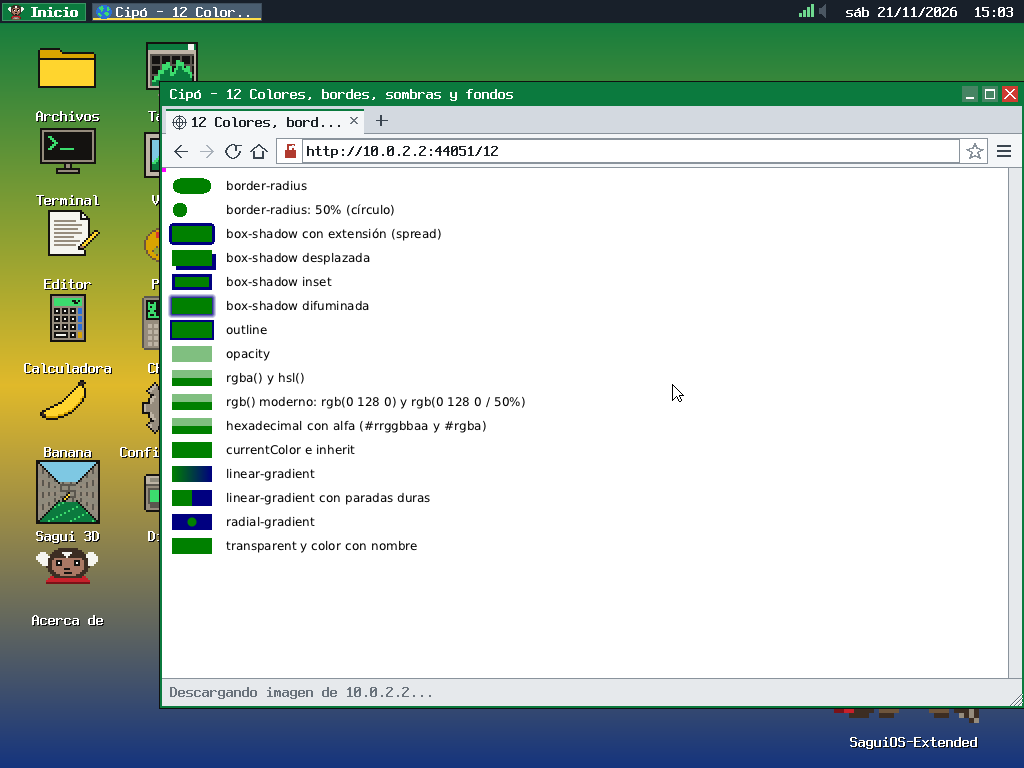 Inicio
Cipó - 12 Color..
sáb 21/11/2026 15:03
Archivos
Terminal
Editor
Calculadora
Banana
Sagui 3D
Acerca de
Cipó - 12 Colores, bordes, sombras y fondos
12 Colores, bord...
http://10.0.2.2:44051/12
border-radius
border-radius: 50% (círculo)
box-shadow con extensión (spread)
box-shadow desplazada
box-shadow inset
box-shadow difuminada
outline
opacity
rgba() y hsl()
rgb() moderno: rgb(0 128 0) y rgb(0 128 0 / 50%)
hexadecimal con alfa (#rrggbbaa y #rgba)
currentColor e inherit
linear-gradient
linear-gradient con paradas duras
radial-gradient
transparent y color con nombre
Descargando imagen de 10.0.2.2...
SaguiOS-Extended